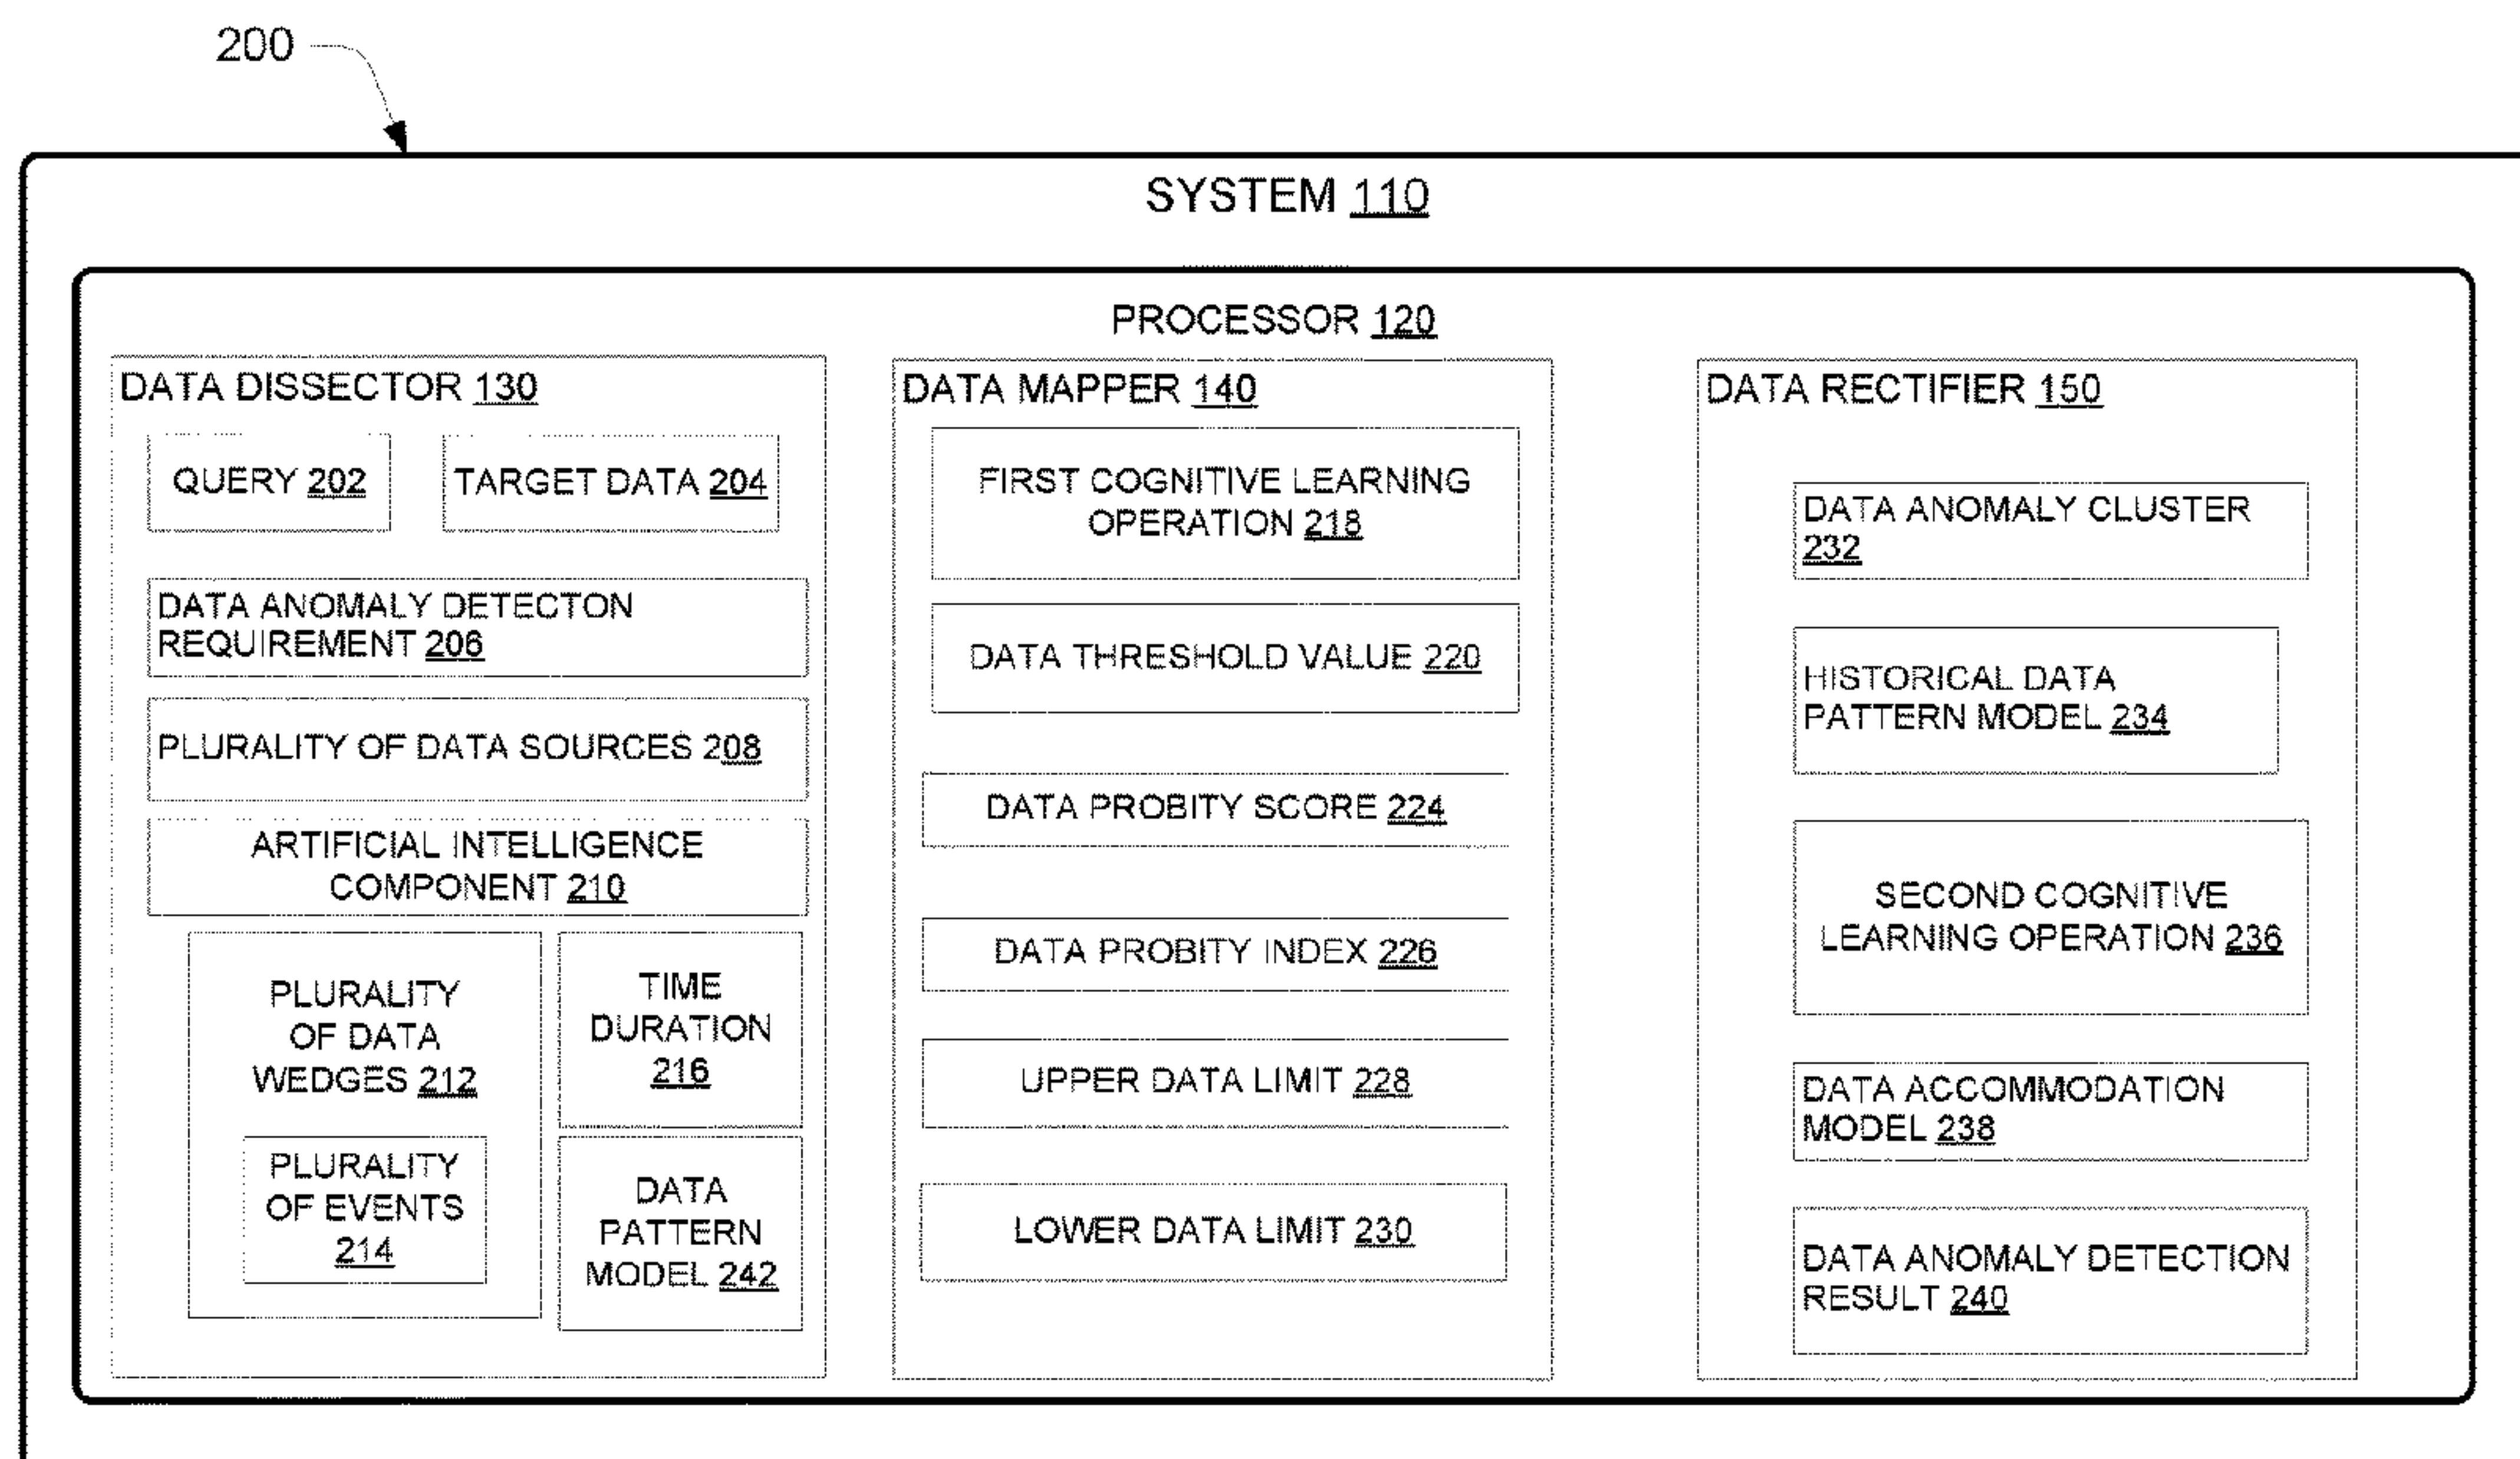 200
SYSTEM 110
PROCESSOR 120
DATA DISSECTOR 130
QUERY 202
TARGET DATA 204
DATA ANOMALY DETECTON
REQUIREMENT 206
PLURALITY OF DATA SOURCES 208
ARTIFICIAL INTELLIGENCE
COMPONENT 210
PLURALITY
OF DATA
WEDGES 212
PLURALITY
OF EVENTS
214
TIME
DURATION
216
DATA
PATTERN
MODEL 242
DATA MAPPER 140
FIRST COGNITIVE LEARNING
OPERATION 218
DATA THRESHOLD VALUE 220
DATA PROBITY SCORE 224
DATA PROBITY INDEX 226
UPPER DATA LIMIT 228
LOWER DATA LIMIT 230
DATA RECTIFIER 150
DATA ANOMALY CLUSTER
232
HISTORICAL DATA
PATTERN MODEL 234
SECOND COGNITIVE
LEARNING OPERATION 236
DATA ACCOMMODATION
MODEL 238
DATA ANOMALY DETECTION
RESULT 240